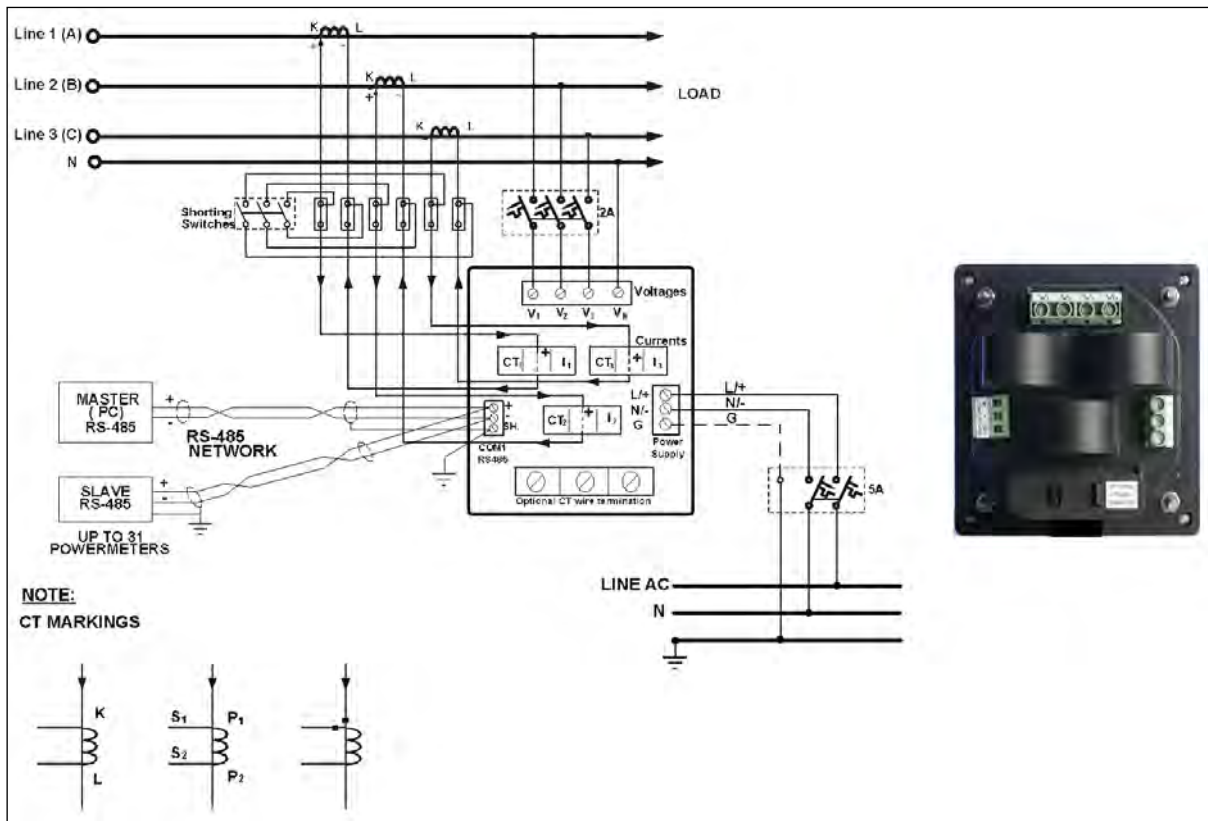 Line 1 (A)
K L
+ -
Line 2 (B)
K L
+ -
LOAD
Line 3 (C)
K L
N
Shorting
Switches
2A
Voltages
V1 V2 V3 VN
Currents
CT1 + I1
CT3 + I3
CT2 + I2
MASTER
(PC)
RS-485
+
-
RS-485
NETWORK
SLAVE
RS-485
+
-
UP TO 31
POWERMETERS
+
-
SH.
COM1
RS485
L/+
N/-
G
Power
Supply
L/+
N/-
G
Optional CT wire termination
5A
LINE AC
N
NOTE:
CT MARKINGS
K
L
S1 P1
S2 P2